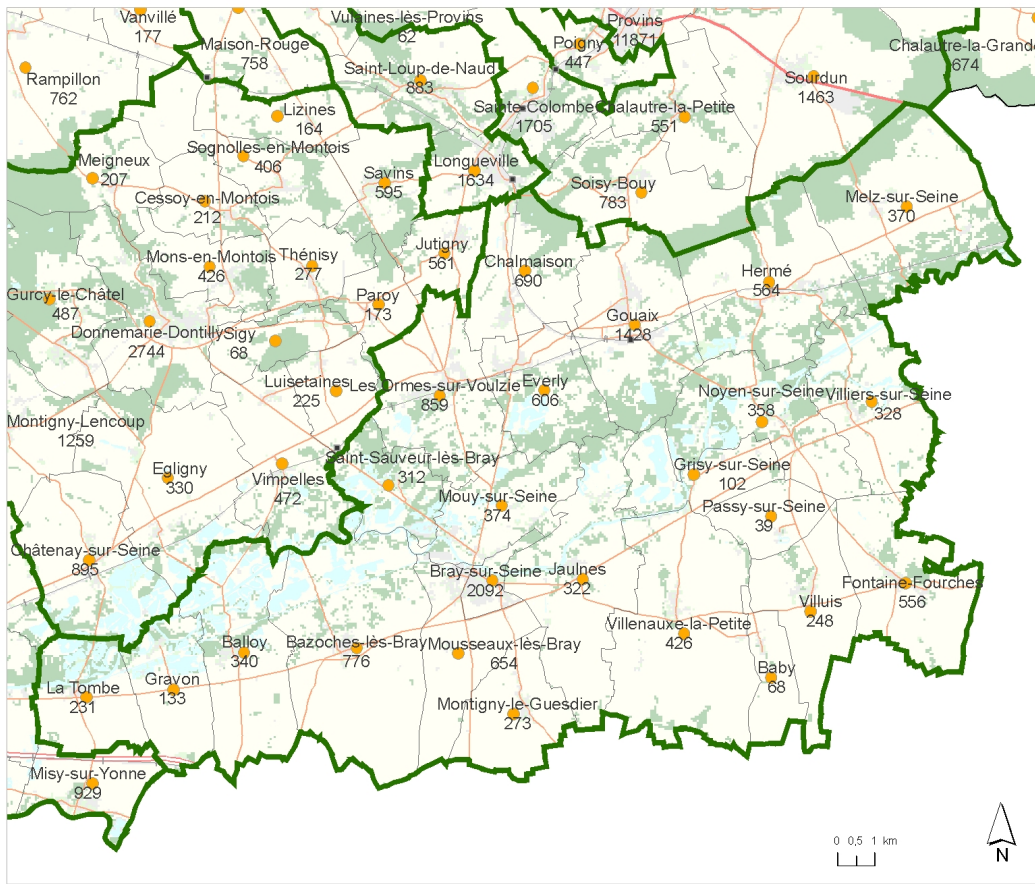 Vanvillé
177
Vulaines-lès-Provins
62
Provins
11871
Maison-Rouge
758
Poigny
447
Chalautre-la-Grande
674
Rampillon
762
Saint-Loup-de-Naud
883
Sourdun
1463
Lizines
164
Sainte-Colombe
1705
Chalautre-la-Petite
551
Sognolles-en-Montois
406
Meigneux
207
Longueville
1634
Savins
595
Soisy-Bouy
783
Cessoy-en-Montois
212
Melz-sur-Seine
370
Jutigny
561
Mons-en-Montois
426
Thénisy
277
Chalmaison
690
Hermé
564
Gurcy-le-Châtel
487
Paroy
173
Gouaix
1428
Donnemarie-Dontilly
2744
Sigy
68
Luisetaines
225
Les Ormes-sur-Voulzie
859
Everly
606
Noyen-sur-Seine
358
Villiers-sur-Seine
328
Montigny-Lencoup
1259
Saint-Sauveur-lès-Bray
312
Egligny
330
Vimpelles
472
Grisy-sur-Seine
102
Mouy-sur-Seine
374
Passy-sur-Seine
39
Châtenay-sur-Seine
895
Bray-sur-Seine
2092
Jaulnes
322
Fontaine-Fourches
556
Villuis
248
Villenauxe-la-Petite
426
Balloy
340
Bazoches-lès-Bray
776
Mousseaux-lès-Bray
654
Baby
68
La Tombe
231
Gravon
133
Montigny-le-Guesdier
273
Misy-sur-Yonne
929
0 0,5 1 km
N